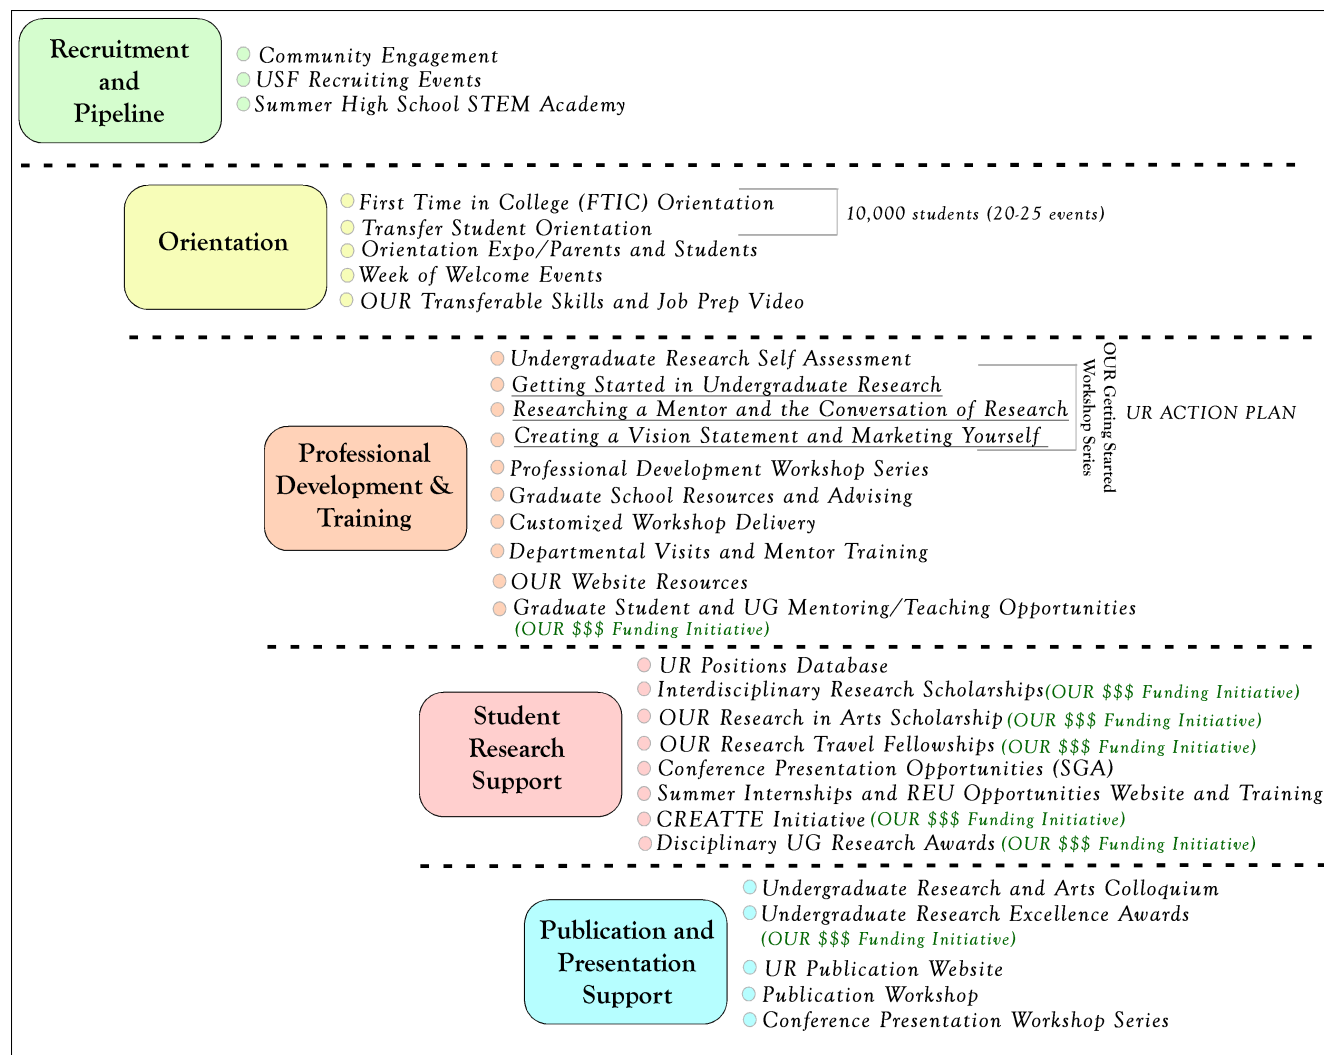 Recruitment
and
Pipeline
Community Engagement
USF Recruiting Events
Summer High School STEM Academy
Orientation
First Time in College (FTIC) Orientation
Transfer Student Orientation
10,000 students (20-25 events)
Orientation Expo/Parents and Students
Week of Welcome Events
OUR Transferable Skills and Job Prep Video
Professional
Development &
Training
Undergraduate Research Self Assessment
Getting Started in Undergraduate Research
Researching a Mentor and the Conversation of Research
Creating a Vision Statement and Marketing Yourself
OUR Getting Started
Workshop Series
UR ACTION PLAN
Professional Development Workshop Series
Graduate School Resources and Advising
Customized Workshop Delivery
Departmental Visits and Mentor Training
OUR Website Resources
Graduate Student and UG Mentoring/Teaching Opportunities
(OUR $$$ Funding Initiative)
Student
Research
Support
UR Positions Database
Interdisciplinary Research Scholarships(OUR $$$ Funding Initiative)
OUR Research in Arts Scholarship (OUR $$$ Funding Initiative)
OUR Research Travel Fellowships (OUR $$$ Funding Initiative)
Conference Presentation Opportunities (SGA)
Summer Internships and REU Opportunities Website and Training
CREATTE Initiative (OUR $$$ Funding Initiative)
Disciplinary UG Research Awards (OUR $$$ Funding Initiative)
Publication and
Presentation
Support
Undergraduate Research and Arts Colloquium
Undergraduate Research Excellence Awards
(OUR $$$ Funding Initiative)
UR Publication Website
Publication Workshop
Conference Presentation Workshop Series